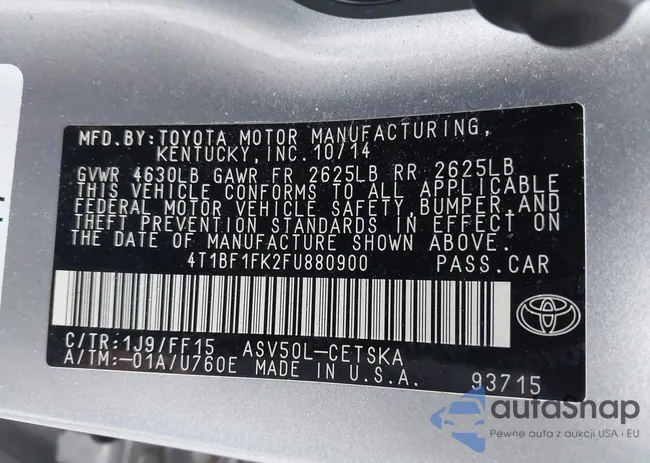 MFD.BY: TOYOTA MOTOR MANUFACTURING,
KENTUCKY, INC. 10/14
GVWR 4630LB GAWR FR 2625LB RR 2625LB
THIS VEHICLE CONFORMS TO ALL APPLICABLE
FEDERAL MOTOR VEHICLE SAFETY, BUMPER, AND
THEFT PREVENTION STANDARDS IN EFFECT ON
THE DATE OF MANUFACTURE SHOWN ABOVE.
4T1BF1FK2FU880900 PASS.CAR
C/TR: 1J9/FF15 ASV50L-CETSKA
A/TM: -01A/U760E MADE IN U.S.A. 93715
autaSnap
Pewne auta z aukcji USA i EU